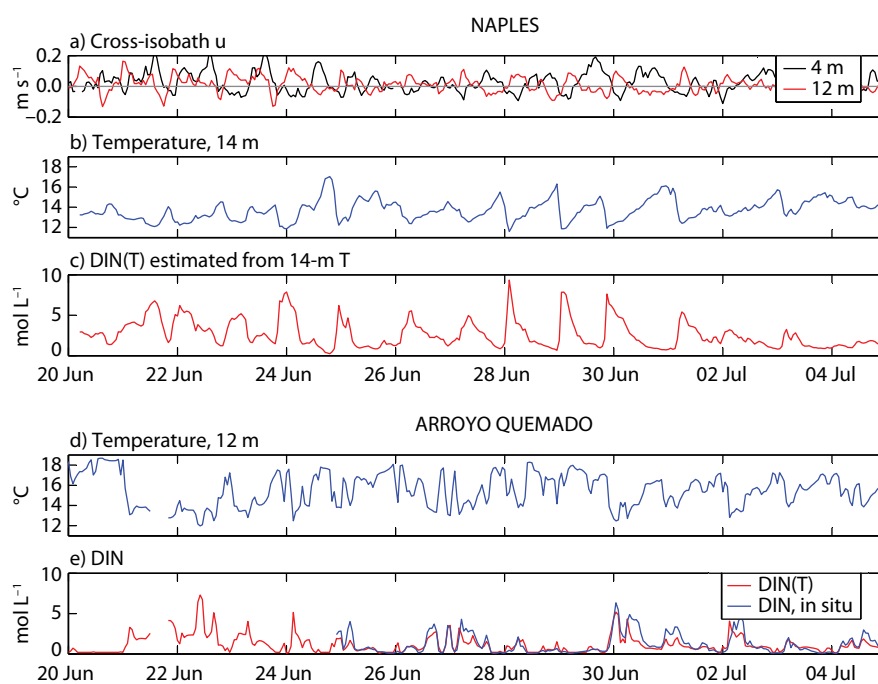 NAPLES
a) Cross-isobath u
0.2
0.0
−0.2
m s⁻¹
4 m
12 m
b) Temperature, 14 m
18
16
14
12
°C
c) DIN(T) estimated from 14-m T
10
5
0
mol L⁻¹
20 Jun 22 Jun 24 Jun 26 Jun 28 Jun 30 Jun 02 Jul 04 Jul
ARROYO QUEMADO
d) Temperature, 12 m
18
16
14
12
°C
e) DIN
10
5
0
mol L⁻¹
DIN(T)
DIN, in situ
20 Jun 22 Jun 24 Jun 26 Jun 28 Jun 30 Jun 02 Jul 04 Jul